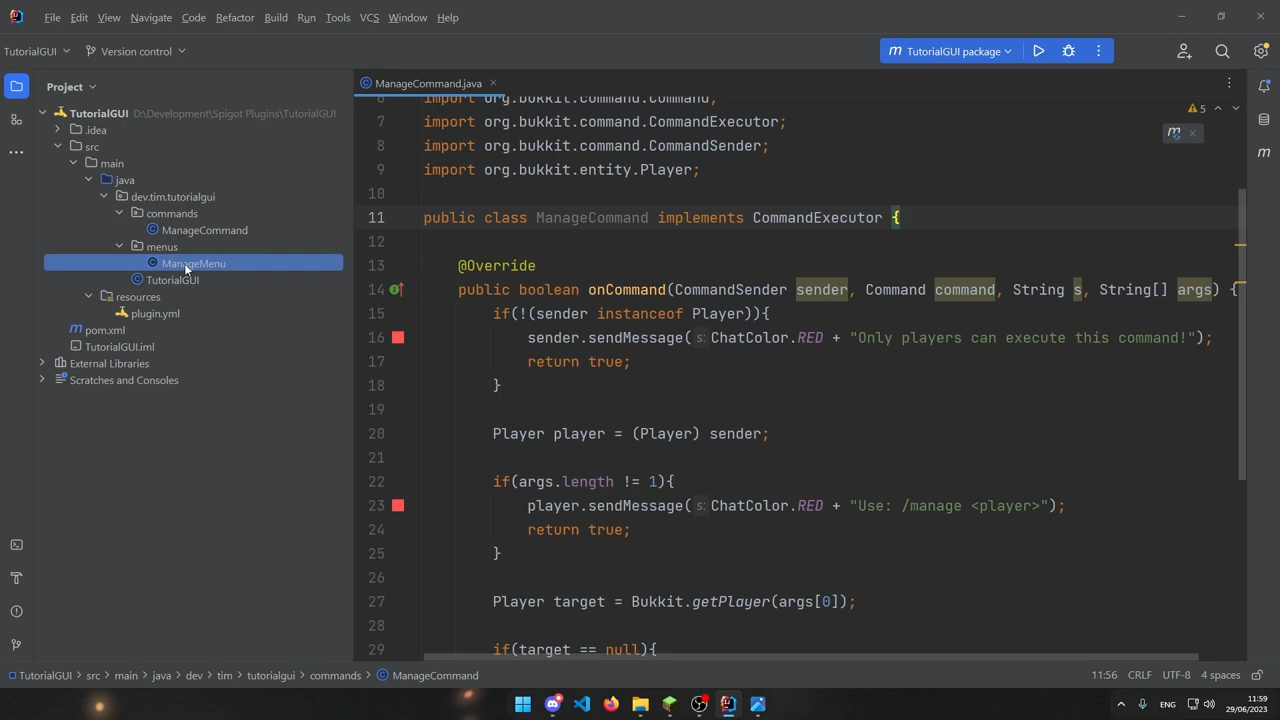 File Edit View Navigate Code Refactor Build Run Tools VCS Window Help
TutorialGUI Version control TutorialGUI package
Project
ManageCommand.java
TutorialGUI D:\Development\Spigot Plugins\TutorialGUI
.idea
src
main
java
dev.tim.tutorialgui
commands
ManageCommand
menus
ManageMenu
TutorialGUI
resources
plugin.yml
pom.xml
TutorialGUI.iml
External Libraries
Scratches and Consoles
5
6 import org.bukkit.command.Command;
7 import org.bukkit.command.CommandExecutor;
8 import org.bukkit.command.CommandSender;
9 import org.bukkit.entity.Player;
10
11 public class ManageCommand implements CommandExecutor {
12
13 @Override
14 public boolean onCommand(CommandSender sender, Command command, String s, String[] args) {
15 if(!(sender instanceof Player)){
16 sender.sendMessage( s: ChatColor.RED + "Only players can execute this command!");
17 return true;
18 }
19
20 Player player = (Player) sender;
21
22 if(args.length != 1){
23 player.sendMessage( s: ChatColor.RED + "Use: /manage <player>");
24 return true;
25 }
26
27 Player target = Bukkit.getPlayer(args[0]);
28
29 if(target == null){
TutorialGUI > src > main > java > dev > tim > tutorialgui > commands > ManageCommand 11:56 CRLF UTF-8 4 spaces
ENG 11:59
29/06/2023